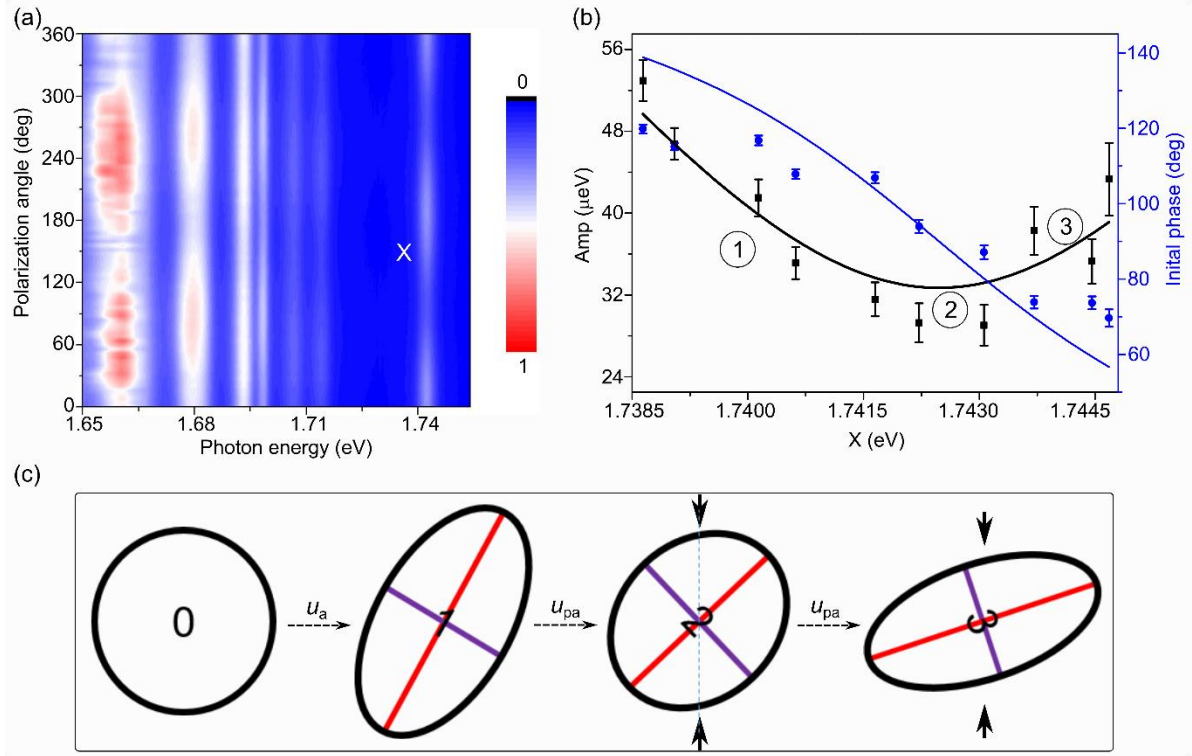 (a)
360
300
240
180
120
60
0
Polarization angle (deg)
X
1.65
1.68
1.71
1.74
Photon energy (eV)
0
1
(b)
56
48
40
32
24
Amp (μeV)
1
2
3
140
120
100
80
60
Inital phase (deg)
1.7385
1.7400
1.7415
1.7430
1.7445
X (eV)
(c)
0
uₐ
1
uₚₐ
2
uₚₐ
3